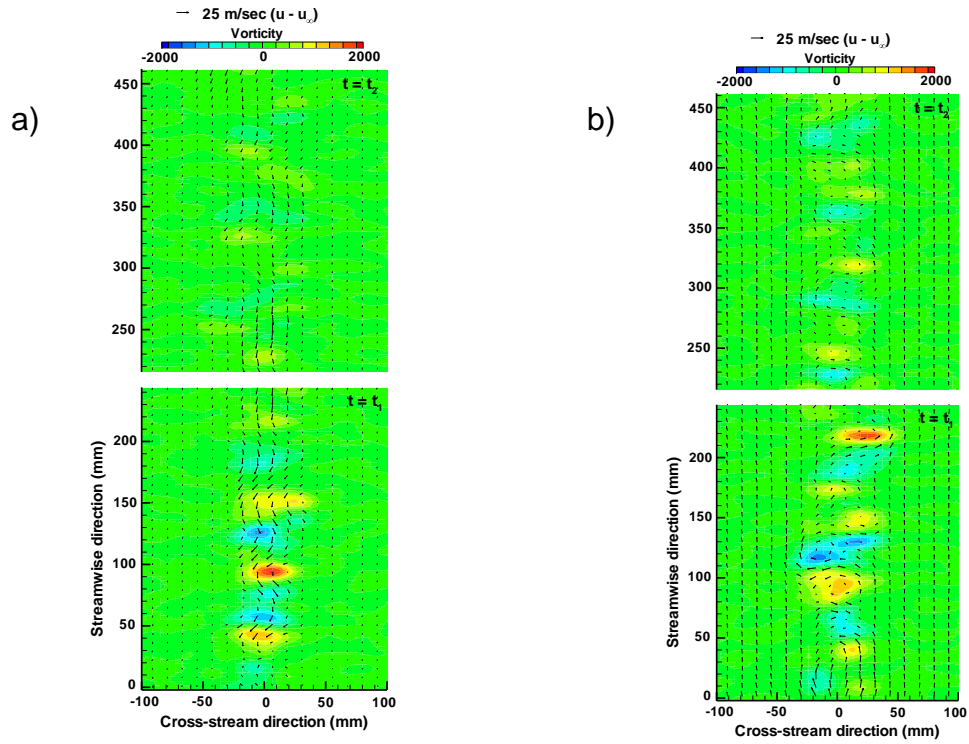 → 25 m/sec (u - u∞)
Vorticity
-2000 0 2000
a)
t = t2
450
400
350
300
250
t = t1
200
150
100
50
0
Streamwise direction (mm)
-100 -50 0 50 100
Cross-stream direction (mm)
→ 25 m/sec (u - u∞)
Vorticity
-2000 0 2000
b)
t = t2
450
400
350
300
250
t = t1
200
150
100
50
0
Streamwise direction (mm)
-100 -50 0 50 100
Cross-stream direction (mm)